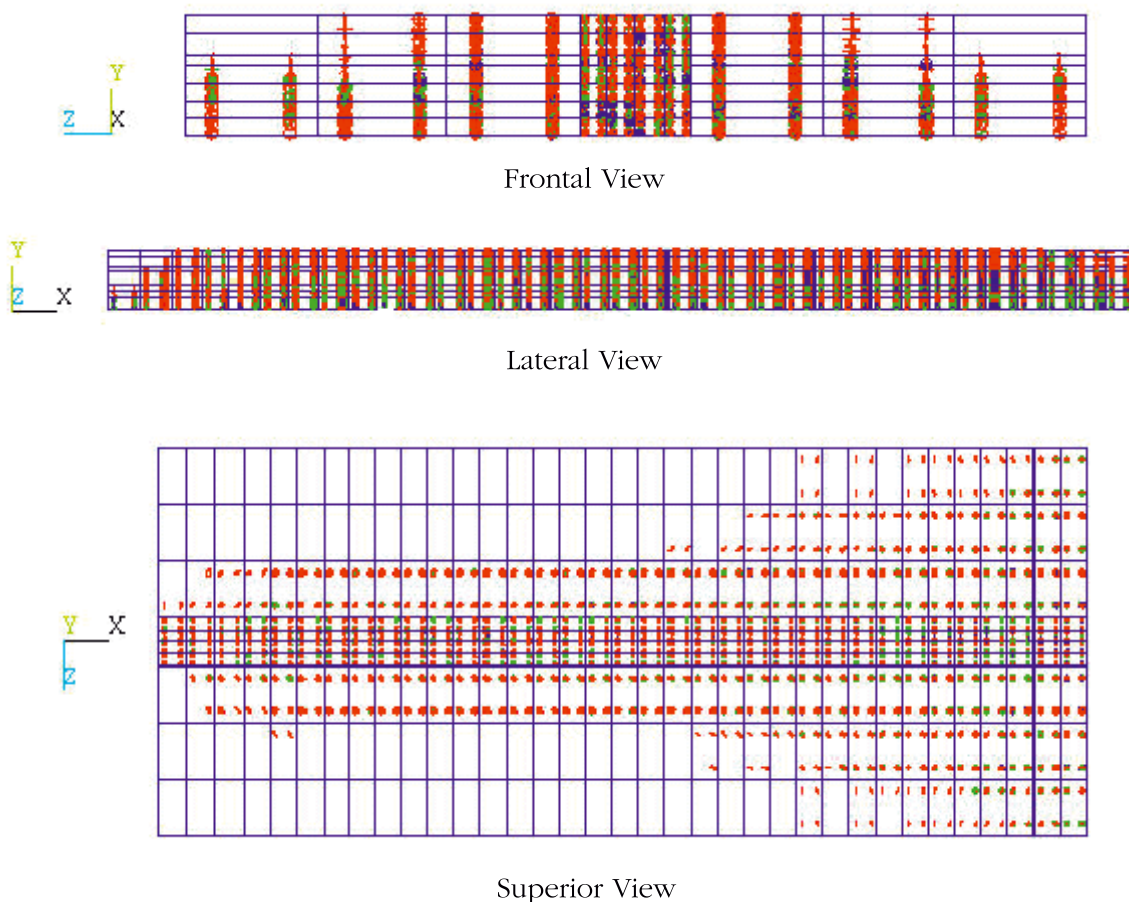 Y
Z X
Frontal View
Y
Z X
Lateral View
Y X
Z
Superior View